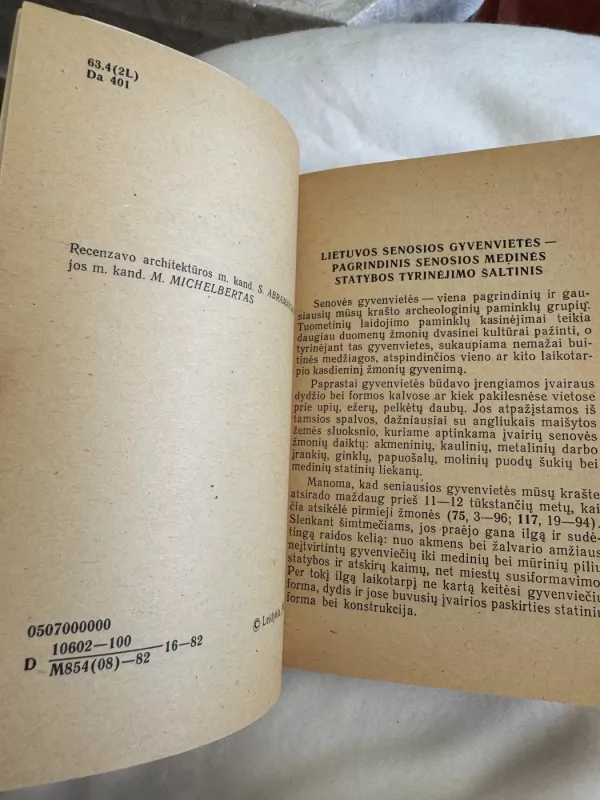 63.4(2L)
Da 401
Recenzavo architektūros m. kand. S.
jos m. kand. M. MICHELBERTAS
0507000000
D 10602—100
M854(08)—82 16—82
©
LIETUVOS SENOSIOS GYVENVIETĖS —
PAGRINDINIS SENOSIOS MEDINĖS
STATYBOS TYRINĖJIMO ŠALTINIS
Senovės gyvenvietės — viena pagrindinių ir gau-
siausių mūsų krašto archeologinių paminklų grupių.
Tuometinių laidojimo paminklų kasinėjimai teikia
daugiau duomenų žmonių dvasinei kultūrai pažinti, o
tyrinėjant tas gyvenvietes, sukaupiama nemažai bui-
tinės medžiagos, atspindinčios vieno ar kito laikotar-
pio kasdieninį žmonių gyvenimą.
Paprastai gyvenvietės būdavo įrengiamos įvairaus
dydžio bei formos kalvose ar kiek pakilesnėse vietose
prie upių, ežerų, pelkėtų daubų. Jos atpažįstamos iš
tamsios spalvos, dažniausiai su angliukais maišytos
žemės sluoksnio, kuriame aptinkama įvairių senovės
žmonių daiktų: akmeninių, kaulinių, metalinių darbo
įrankių, ginklų, papuošalų, molinių puodų šukių bei
medinių statinių liekanų.
Manoma, kad seniausios gyvenvietės mūsų krašte
atsirado maždaug prieš 11—12 tūkstančių metų, kai
čia atsikėlė pirmieji žmonės (75, 3—96; 117, 19—94).
Slenkant šimtmečiams, jos praėjo gana ilgą ir sudė-
tingą raidos kelią: nuo akmens bei žalvario amžiaus
neįtvirtintų gyvenviečių iki medinių bei mūrinių pilių
statybos ir atskirų kaimų, net miestų susiformavimo.
Per tokį ilgą laikotarpį ne kartą keitėsi gyvenviečių
forma, dydis ir jose buvusių įvairios paskirties statinių
forma bei konstrukcija.